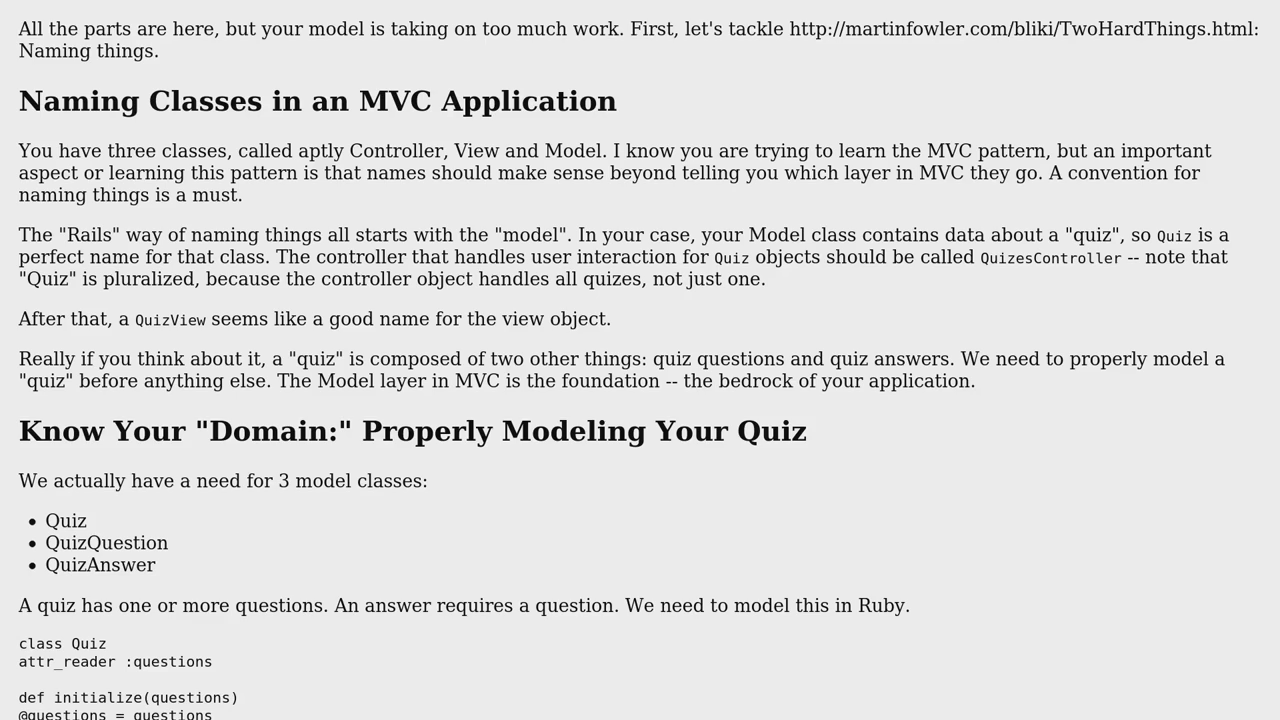 All the parts are here, but your model is taking on too much work. First, let's tackle http://martinfowler.com/bliki/TwoHardThings.html:
Naming things.
Naming Classes in an MVC Application
You have three classes, called aptly Controller, View and Model. I know you are trying to learn the MVC pattern, but an important
aspect or learning this pattern is that names should make sense beyond telling you which layer in MVC they go. A convention for
naming things is a must.
The "Rails" way of naming things all starts with the "model". In your case, your Model class contains data about a "quiz", so Quiz is a
perfect name for that class. The controller that handles user interaction for Quiz objects should be called QuizesController -- note that
"Quiz" is pluralized, because the controller object handles all quizes, not just one.
After that, a QuizView seems like a good name for the view object.
Really if you think about it, a "quiz" is composed of two other things: quiz questions and quiz answers. We need to properly model a
"quiz" before anything else. The Model layer in MVC is the foundation -- the bedrock of your application.
Know Your "Domain:" Properly Modeling Your Quiz
We actually have a need for 3 model classes:
• Quiz
• QuizQuestion
• QuizAnswer
A quiz has one or more questions. An answer requires a question. We need to model this in Ruby.
class Quiz
attr_reader :questions
def initialize(questions)
@questions = questions